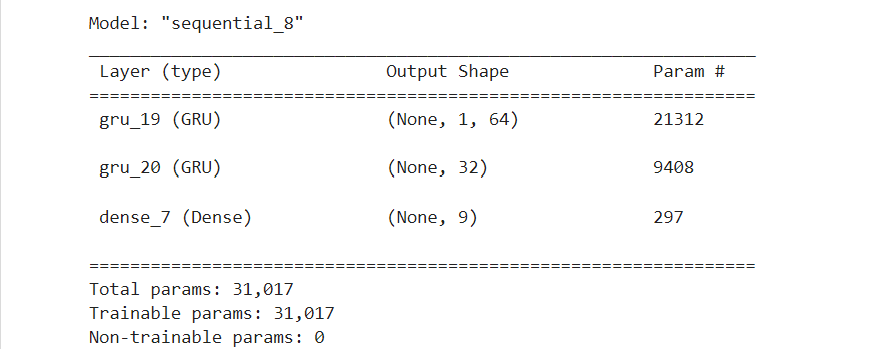 Model: "sequential_8"
_________________________________________________________________
Layer (type) Output Shape Param #
=================================================================
gru_19 (GRU) (None, 1, 64) 21312
gru_20 (GRU) (None, 32) 9408
dense_7 (Dense) (None, 9) 297
=================================================================
Total params: 31,017
Trainable params: 31,017
Non-trainable params: 0